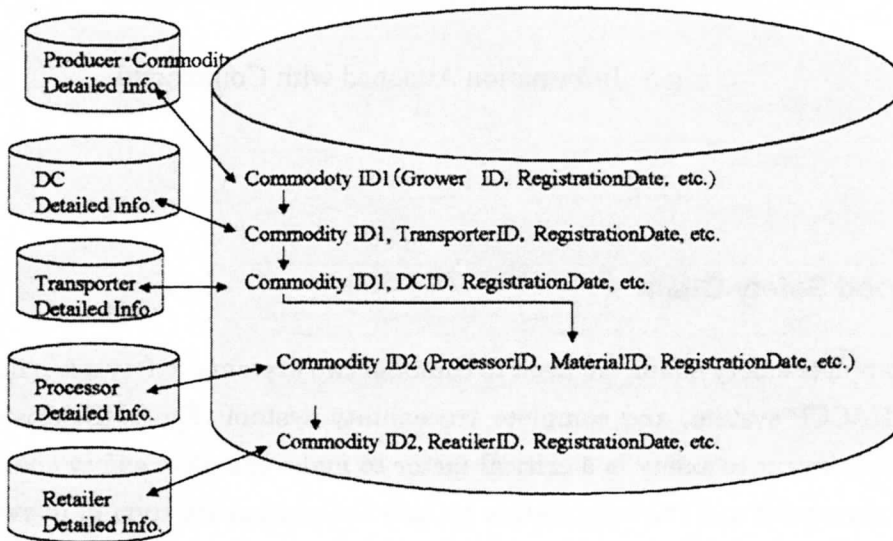 Producer・Commodit
Detailed Info.
DC
Detailed Info.
Transporter
Detailed Info.
Processor
Detailed Info.
Retailer
Detailed Info.
Commodoty ID1(Grower ID, RegistrationDate, etc.)
Commodity ID1, TransporterID, RegistrationDate, etc.
Commodity ID1, DCID, RegistrationDate, etc.
Commodity ID2 (ProcessorID, MaterialID, RegistrationDate, etc.)
Commodity ID2, ReatilerID, RegistrationDate, etc.